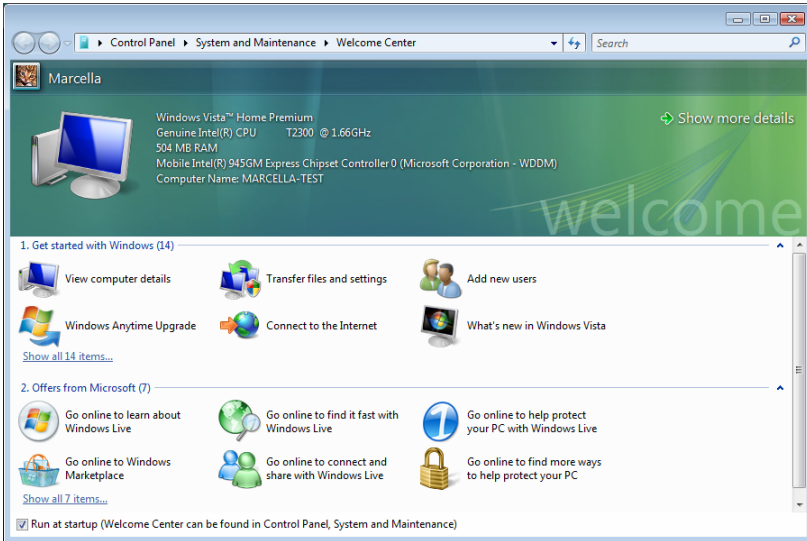 Control Panel ▸ System and Maintenance ▸ Welcome Center
Search
Marcella
Windows Vista™ Home Premium
Genuine Intel(R) CPU T2300 @ 1.66GHz
504 MB RAM
Mobile Intel(R) 945GM Express Chipset Controller 0 (Microsoft Corporation - WDDM)
Computer Name: MARCELLA-TEST
Show more details
welcome
1. Get started with Windows (14)
View computer details
Transfer files and settings
Add new users
Windows Anytime Upgrade
Connect to the Internet
What's new in Windows Vista
Show all 14 items...
2. Offers from Microsoft (7)
Go online to learn about
Windows Live
Go online to find it fast with
Windows Live
Go online to help protect
your PC with Windows Live
Go online to Windows
Marketplace
Go online to connect and
share with Windows Live
Go online to find more ways
to help protect your PC
Show all 7 items...
Run at startup (Welcome Center can be found in Control Panel, System and Maintenance)